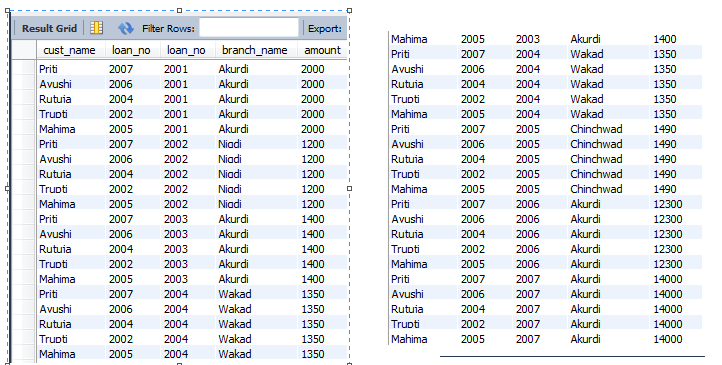 Result Grid Filter Rows: Export:
cust_name loan_no loan_no branch_name amount
Priti 2007 2001 Akurdi 2000
Ayushi 2006 2001 Akurdi 2000
Rutuja 2004 2001 Akurdi 2000
Trupti 2002 2001 Akurdi 2000
Mahima 2005 2001 Akurdi 2000
Priti 2007 2002 Nigdi 1200
Ayushi 2006 2002 Nigdi 1200
Rutuja 2004 2002 Nigdi 1200
Trupti 2002 2002 Nigdi 1200
Mahima 2005 2002 Nigdi 1200
Priti 2007 2003 Akurdi 1400
Ayushi 2006 2003 Akurdi 1400
Rutuja 2004 2003 Akurdi 1400
Trupti 2002 2003 Akurdi 1400
Mahima 2005 2003 Akurdi 1400
Priti 2007 2004 Wakad 1350
Ayushi 2006 2004 Wakad 1350
Rutuja 2004 2004 Wakad 1350
Trupti 2002 2004 Wakad 1350
Mahima 2005 2004 Wakad 1350
Mahima 2005 2003 Akurdi 1400
Priti 2007 2004 Wakad 1350
Ayushi 2006 2004 Wakad 1350
Rutuja 2004 2004 Wakad 1350
Trupti 2002 2004 Wakad 1350
Mahima 2005 2004 Wakad 1350
Priti 2007 2005 Chinchwad 1490
Ayushi 2006 2005 Chinchwad 1490
Rutuja 2004 2005 Chinchwad 1490
Trupti 2002 2005 Chinchwad 1490
Mahima 2005 2005 Chinchwad 1490
Priti 2007 2006 Akurdi 12300
Ayushi 2006 2006 Akurdi 12300
Rutuja 2004 2006 Akurdi 12300
Trupti 2002 2006 Akurdi 12300
Mahima 2005 2006 Akurdi 12300
Priti 2007 2007 Akurdi 14000
Ayushi 2006 2007 Akurdi 14000
Rutuja 2004 2007 Akurdi 14000
Trupti 2002 2007 Akurdi 14000
Mahima 2005 2007 Akurdi 14000